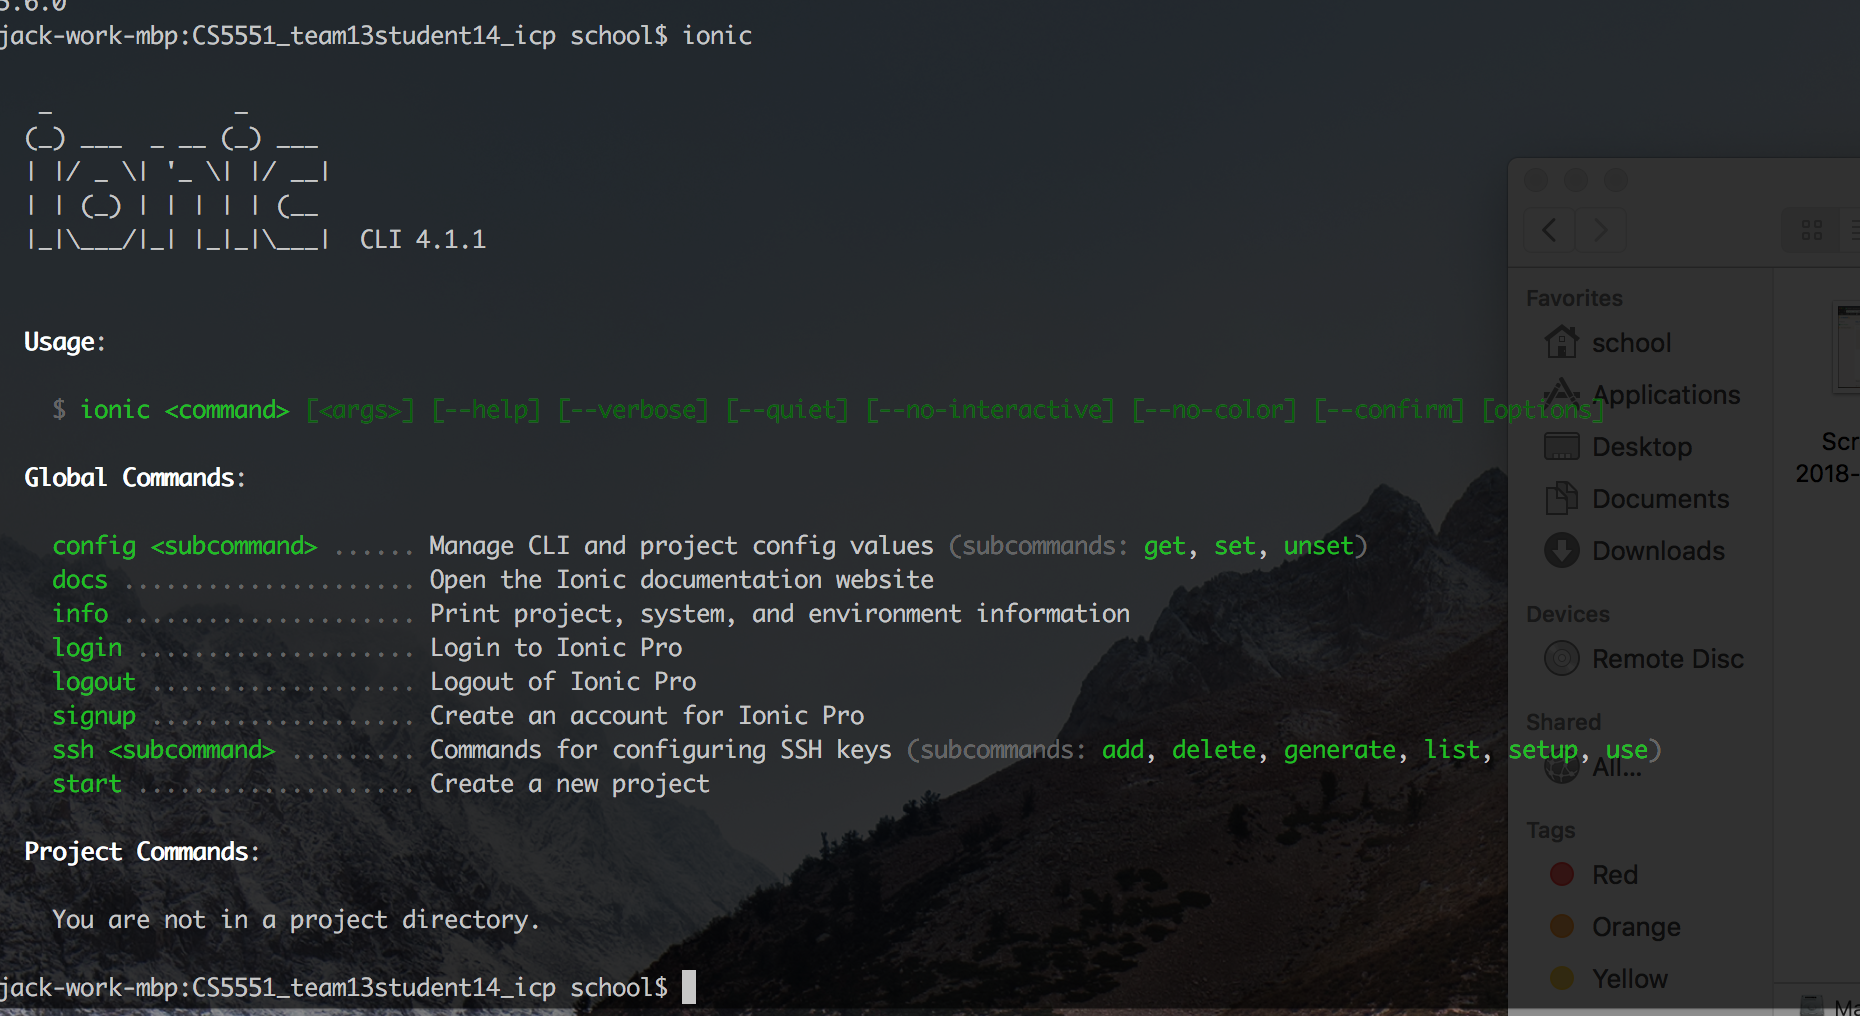 5.6.0
jack-work-mbp:CS5551_team13student14_icp school$ ionic
   _             _
  (_) ___  _ __ (_) ___
  | |/ _ \| '_ \| |/ __|
  | | (_) | | | | | (__
  |_|\___/|_| |_|_|\___|  CLI 4.1.1
Usage:
$ ionic <command> [<args>] [--help] [--verbose] [--quiet] [--no-interactive] [--no-color] [--confirm] [options]
Global Commands:
config <subcommand> ...... Manage CLI and project config values (subcommands: get, set, unset)
docs ..................... Open the Ionic documentation website
info ..................... Print project, system, and environment information
login .................... Login to Ionic Pro
logout ................... Logout of Ionic Pro
signup ................... Create an account for Ionic Pro
ssh <subcommand> ......... Commands for configuring SSH keys (subcommands: add, delete, generate, list, setup, use)
start .................... Create a new project
Project Commands:
You are not in a project directory.
jack-work-mbp:CS5551_team13student14_icp school$
Favorites
school
Applications
Desktop
Documents
Downloads
Devices
Remote Disc
Shared
All...
Tags
Red
Orange
Yellow
Scr
2018-
Ma